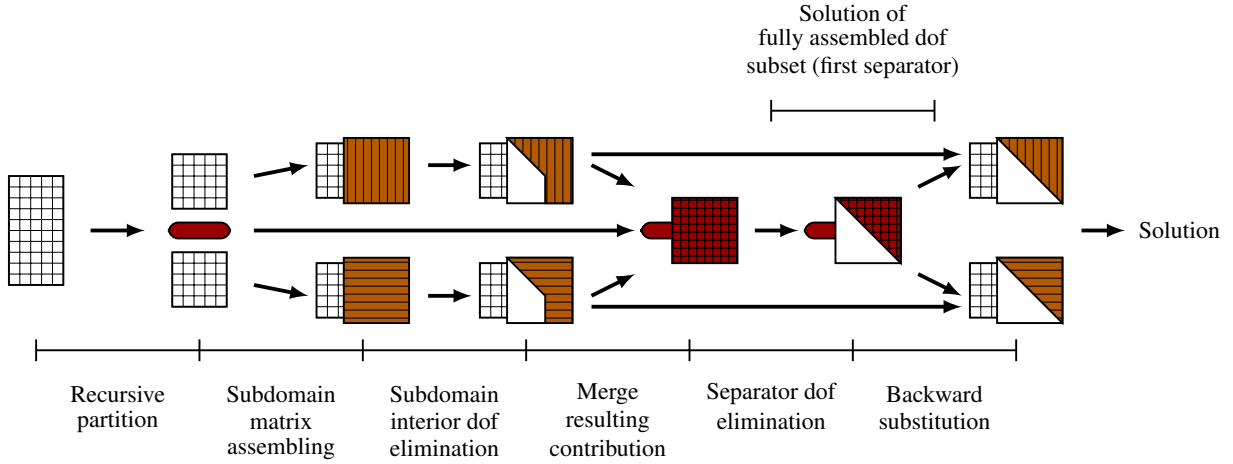 Solution of
fully assembled dof
subset (first separator)
Solution
Recursive
partition
Subdomain
matrix
assembling
Subdomain
interior dof
elimination
Merge
resulting
contribution
Separator dof
elimination
Backward
substitution